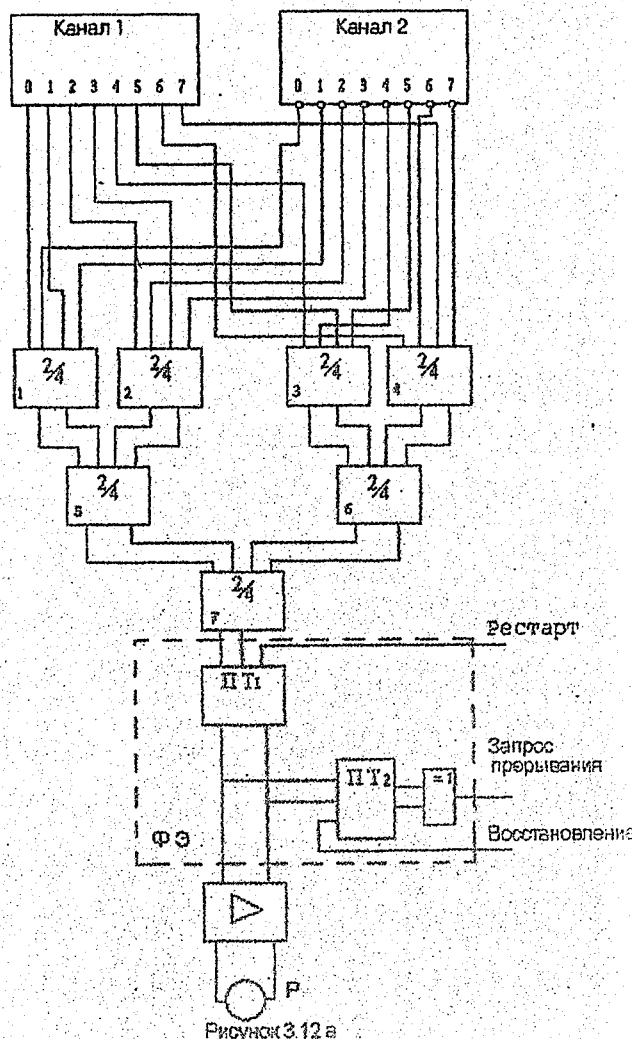 Канал 1
Канал 2
0 1 2 3 4 5 6 7
0 1 2 3 4 5 6 7
2/4
1
2/4
2
2/4
3
2/4
4
2/4
5
2/4
6
2/4
7
Рестарт
ПТ1
Запрос
прерывания
ПТ2
=1
Восстановление
ФЭ
Р
Рисунок 3.12 в